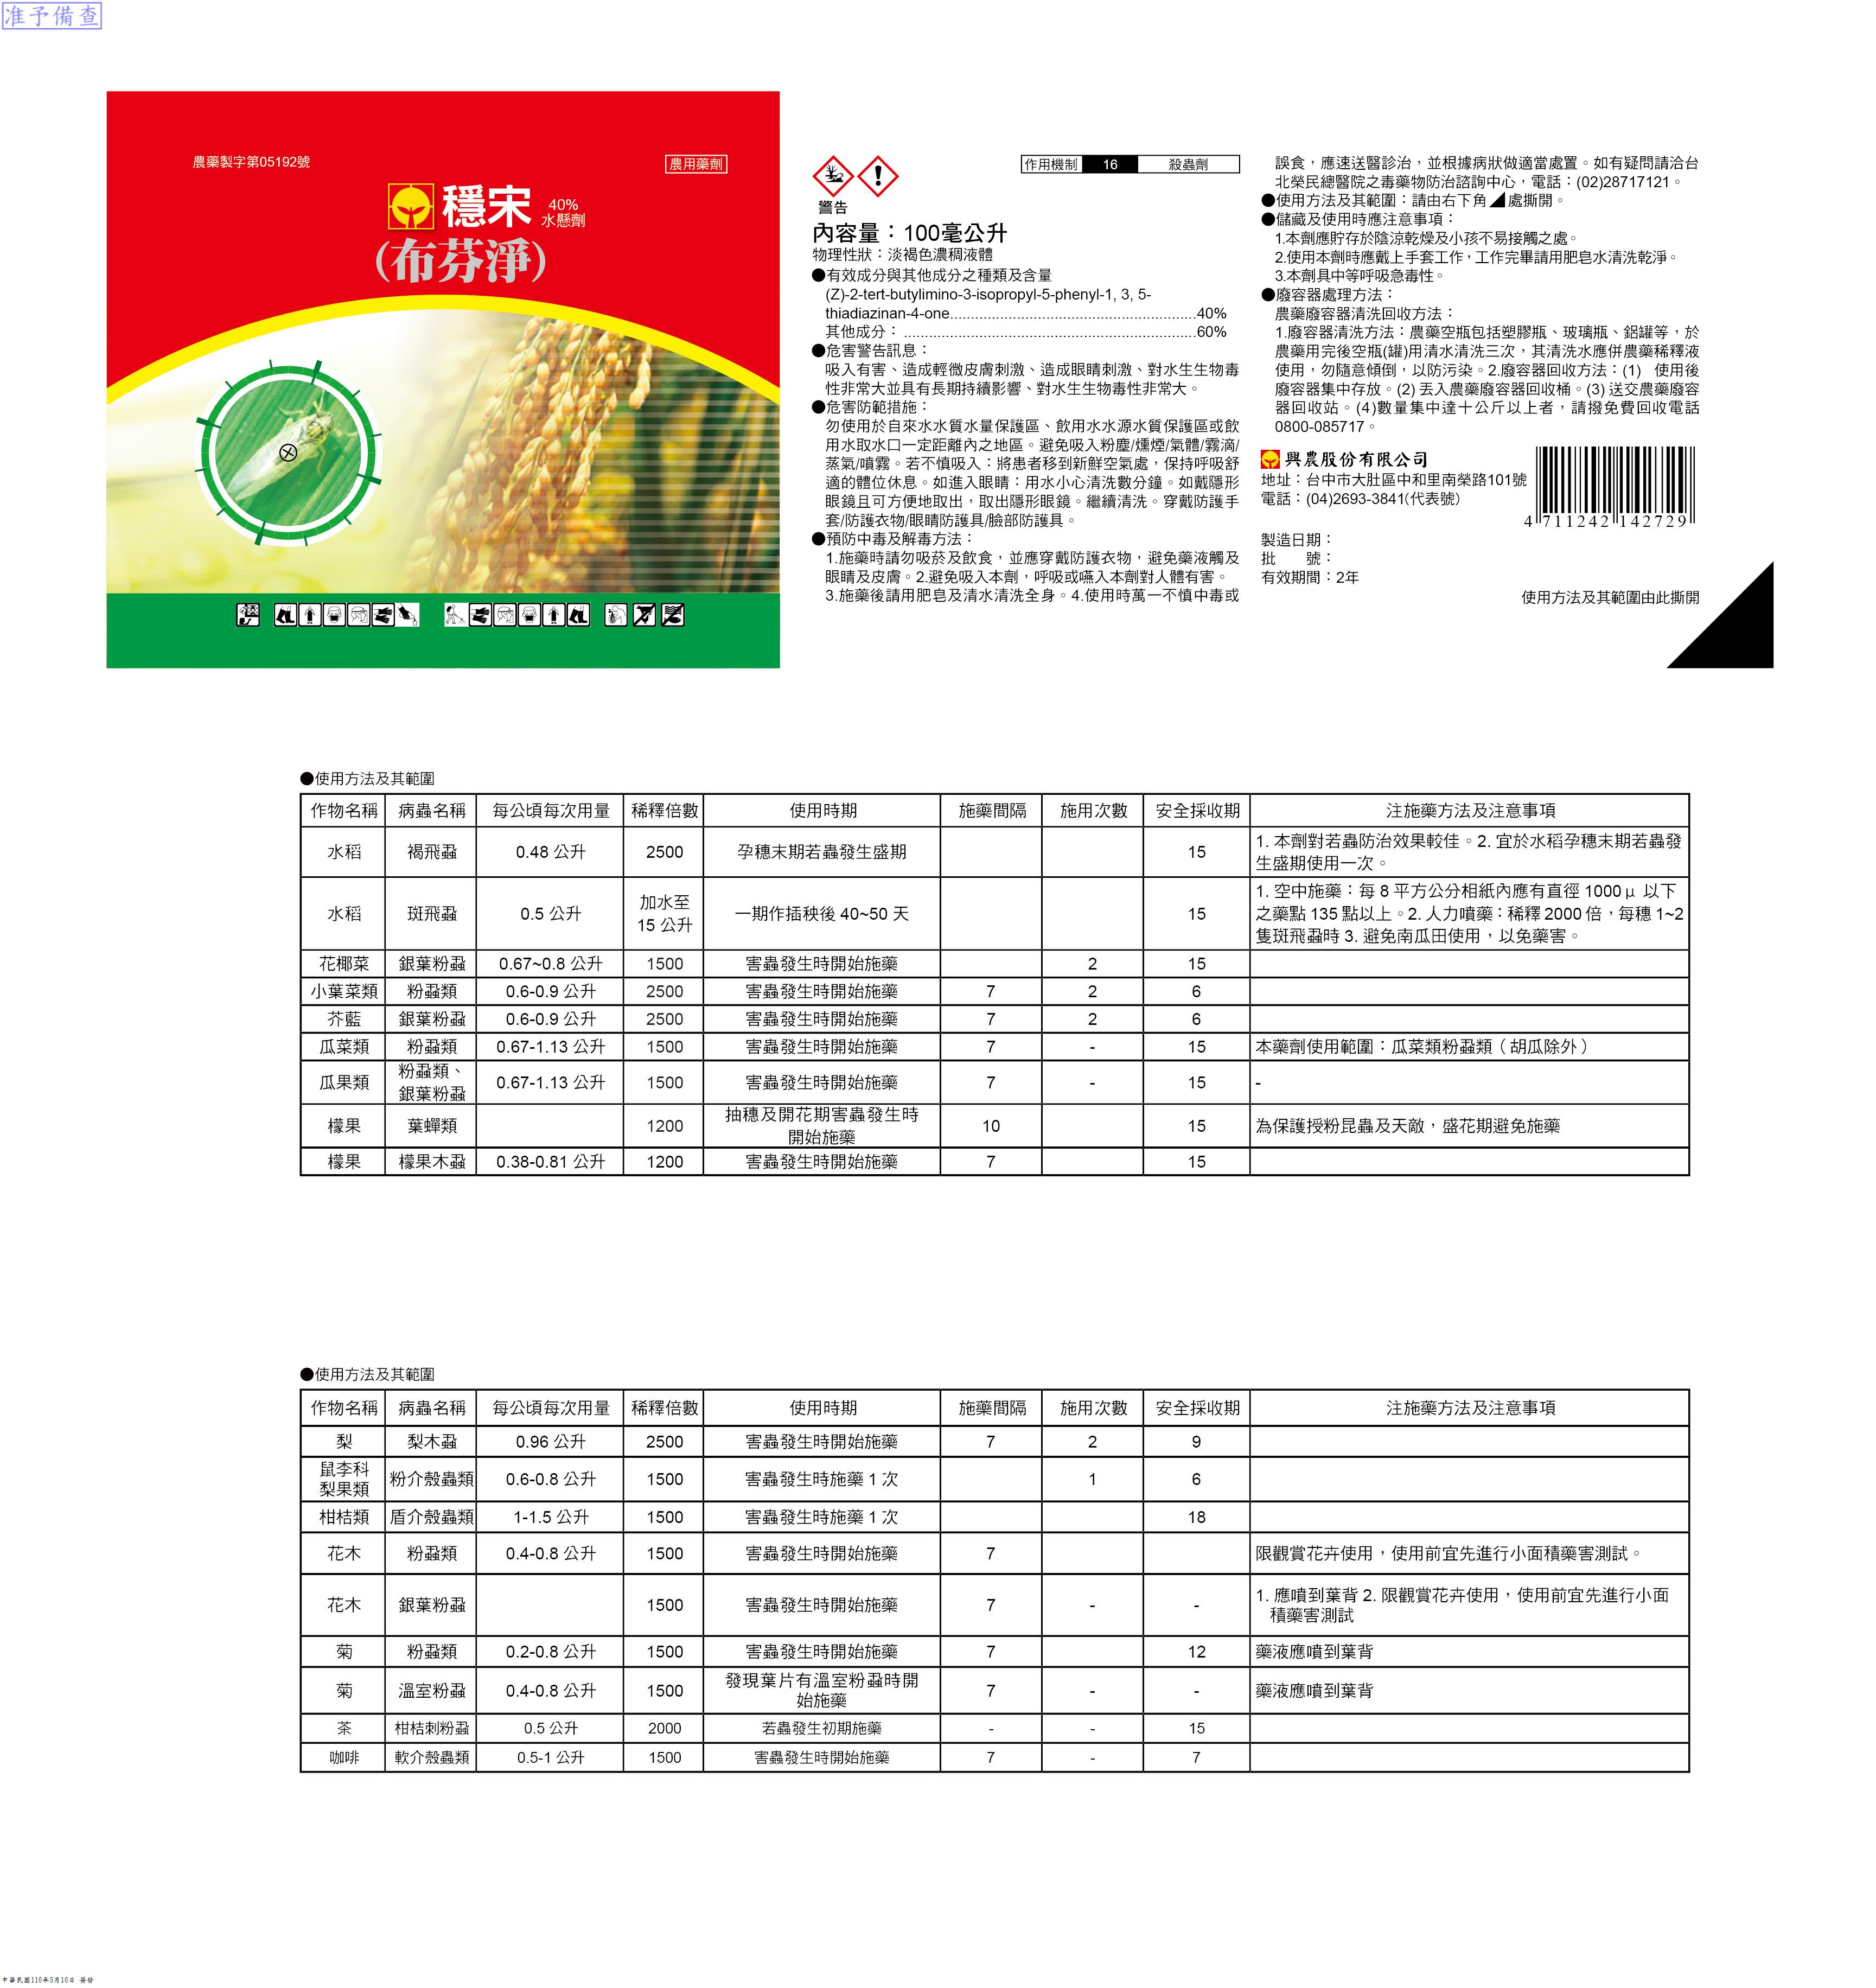 准予備查
農藥製字第05192號
農用藥劑
穩宋 40% 水懸劑
(布芬淨)
作用機制 16 殺蟲劑
警告
內容量：100毫公升
物理性狀：淡褐色濃稠液體
●有效成分與其他成分之種類及含量
(Z)-2-tert-butylimino-3-isopropyl-5-phenyl-1, 3, 5-
thiadiazinan-4-one...........................................................40%
其他成分： ......................................................................60%
●危害警告訊息：
吸入有害、造成輕微皮膚刺激、造成眼睛刺激、對水生生物毒
性非常大並具有長期持續影響、對水生生物毒性非常大。
●危害防範措施：
勿使用於自來水水質水量保護區、飲用水水源水質保護區或飲
用水取水口一定距離內之地區。避免吸入粉塵/燻煙/氣體/霧滴/
蒸氣/噴霧。若不慎吸入：將患者移到新鮮空氣處，保持呼吸舒
適的體位休息。如進入眼睛：用水小心清洗數分鐘。如戴隱形
眼鏡且可方便地取出，取出隱形眼鏡。繼續清洗。穿戴防護手
套/防護衣物/眼睛防護具/臉部防護具。
●預防中毒及解毒方法：
1.施藥時請勿吸菸及飲食，並應穿戴防護衣物，避免藥液觸及
眼睛及皮膚。2.避免吸入本劑，呼吸或嚥入本劑對人體有害。
3.施藥後請用肥皂及清水清洗全身。4.使用時萬一不慎中毒或
誤食，應速送醫診治，並根據病狀做適當處置。如有疑問請洽台
北榮民總醫院之毒藥物防治諮詢中心，電話：(02)28717121。
●使用方法及其範圍：請由右下角◢處撕開。
●儲藏及使用時應注意事項：
1.本劑應貯存於陰涼乾燥及小孩不易接觸之處。
2.使用本劑時應戴上手套工作，工作完畢請用肥皂水清洗乾淨。
3.本劑具中等呼吸急毒性。
●廢容器處理方法：
農藥廢容器清洗回收方法：
1.廢容器清洗方法：農藥空瓶包括塑膠瓶、玻璃瓶、鋁罐等，於
農藥用完後空瓶(罐)用清水清洗三次，其清洗水應併農藥稀釋液
使用，勿隨意傾倒，以防污染。2.廢容器回收方法：(1) 使用後
廢容器集中存放。(2) 丟入農藥廢容器回收桶。(3) 送交農藥廢容
器回收站。(4)數量集中達十公斤以上者，請撥免費回收電話
0800-085717。
興農股份有限公司
地址：台中市大肚區中和里南榮路101號
電話：(04)2693-3841(代表號)
4 711242 142729
製造日期：
批　　號：
有效期間：2年
使用方法及其範圍由此撕開
●使用方法及其範圍
作物名稱 病蟲名稱 每公頃每次用量 稀釋倍數 使用時期 施藥間隔 施用次數 安全採收期 注施藥方法及注意事項
水稻 褐飛蝨 0.48 公升 2500 孕穗末期若蟲發生盛期 15 1. 本劑對若蟲防治效果較佳。2. 宜於水稻孕穗末期若蟲發
生盛期使用一次。
水稻 斑飛蝨 0.5 公升 加水至 15 公升 一期作插秧後 40~50 天 15 1. 空中施藥：每 8 平方公分相紙內應有直徑 1000 μ 以下
之藥點 135 點以上。2. 人力噴藥：稀釋 2000 倍，每穗 1~2
隻斑飛蝨時 3. 避免南瓜田使用，以免藥害。
花椰菜 銀葉粉蝨 0.67~0.8 公升 1500 害蟲發生時開始施藥 2 15
小葉菜類 粉蝨類 0.6-0.9 公升 2500 害蟲發生時開始施藥 7 2 6
芥藍 銀葉粉蝨 0.6-0.9 公升 2500 害蟲發生時開始施藥 7 2 6
瓜菜類 粉蝨類 0.67-1.13 公升 1500 害蟲發生時開始施藥 7 - 15 本藥劑使用範圍：瓜菜類粉蝨類（胡瓜除外）
瓜果類 粉蝨類、銀葉粉蝨 0.67-1.13 公升 1500 害蟲發生時開始施藥 7 - 15 -
檬果 葉蟬類 1200 抽穗及開花期害蟲發生時開始施藥 10 15 為保護授粉昆蟲及天敵，盛花期避免施藥
檬果 檬果木蝨 0.38-0.81 公升 1200 害蟲發生時開始施藥 7 15
●使用方法及其範圍
作物名稱 病蟲名稱 每公頃每次用量 稀釋倍數 使用時期 施藥間隔 施用次數 安全採收期 注施藥方法及注意事項
梨 梨木蝨 0.96 公升 2500 害蟲發生時開始施藥 7 2 9
鼠李科梨果類 粉介殼蟲類 0.6-0.8 公升 1500 害蟲發生時施藥 1 次 1 6
柑桔類 盾介殼蟲類 1-1.5 公升 1500 害蟲發生時施藥 1 次 18
花木 粉蝨類 0.4-0.8 公升 1500 害蟲發生時開始施藥 7 限觀賞花卉使用，使用前宜先進行小面積藥害測試。
花木 銀葉粉蝨 1500 害蟲發生時開始施藥 7 - - 1. 應噴到葉背 2. 限觀賞花卉使用，使用前宜先進行小面
積藥害測試
菊 粉蝨類 0.2-0.8 公升 1500 害蟲發生時開始施藥 7 12 藥液應噴到葉背
菊 溫室粉蝨 0.4-0.8 公升 1500 發現葉片有溫室粉蝨時開始施藥 7 - - 藥液應噴到葉背
茶 柑桔刺粉蝨 0.5 公升 2000 若蟲發生初期施藥 - - 15
咖啡 軟介殼蟲類 0.5-1 公升 1500 害蟲發生時開始施藥 7 - 7
中華民國110年5月10日 簽發